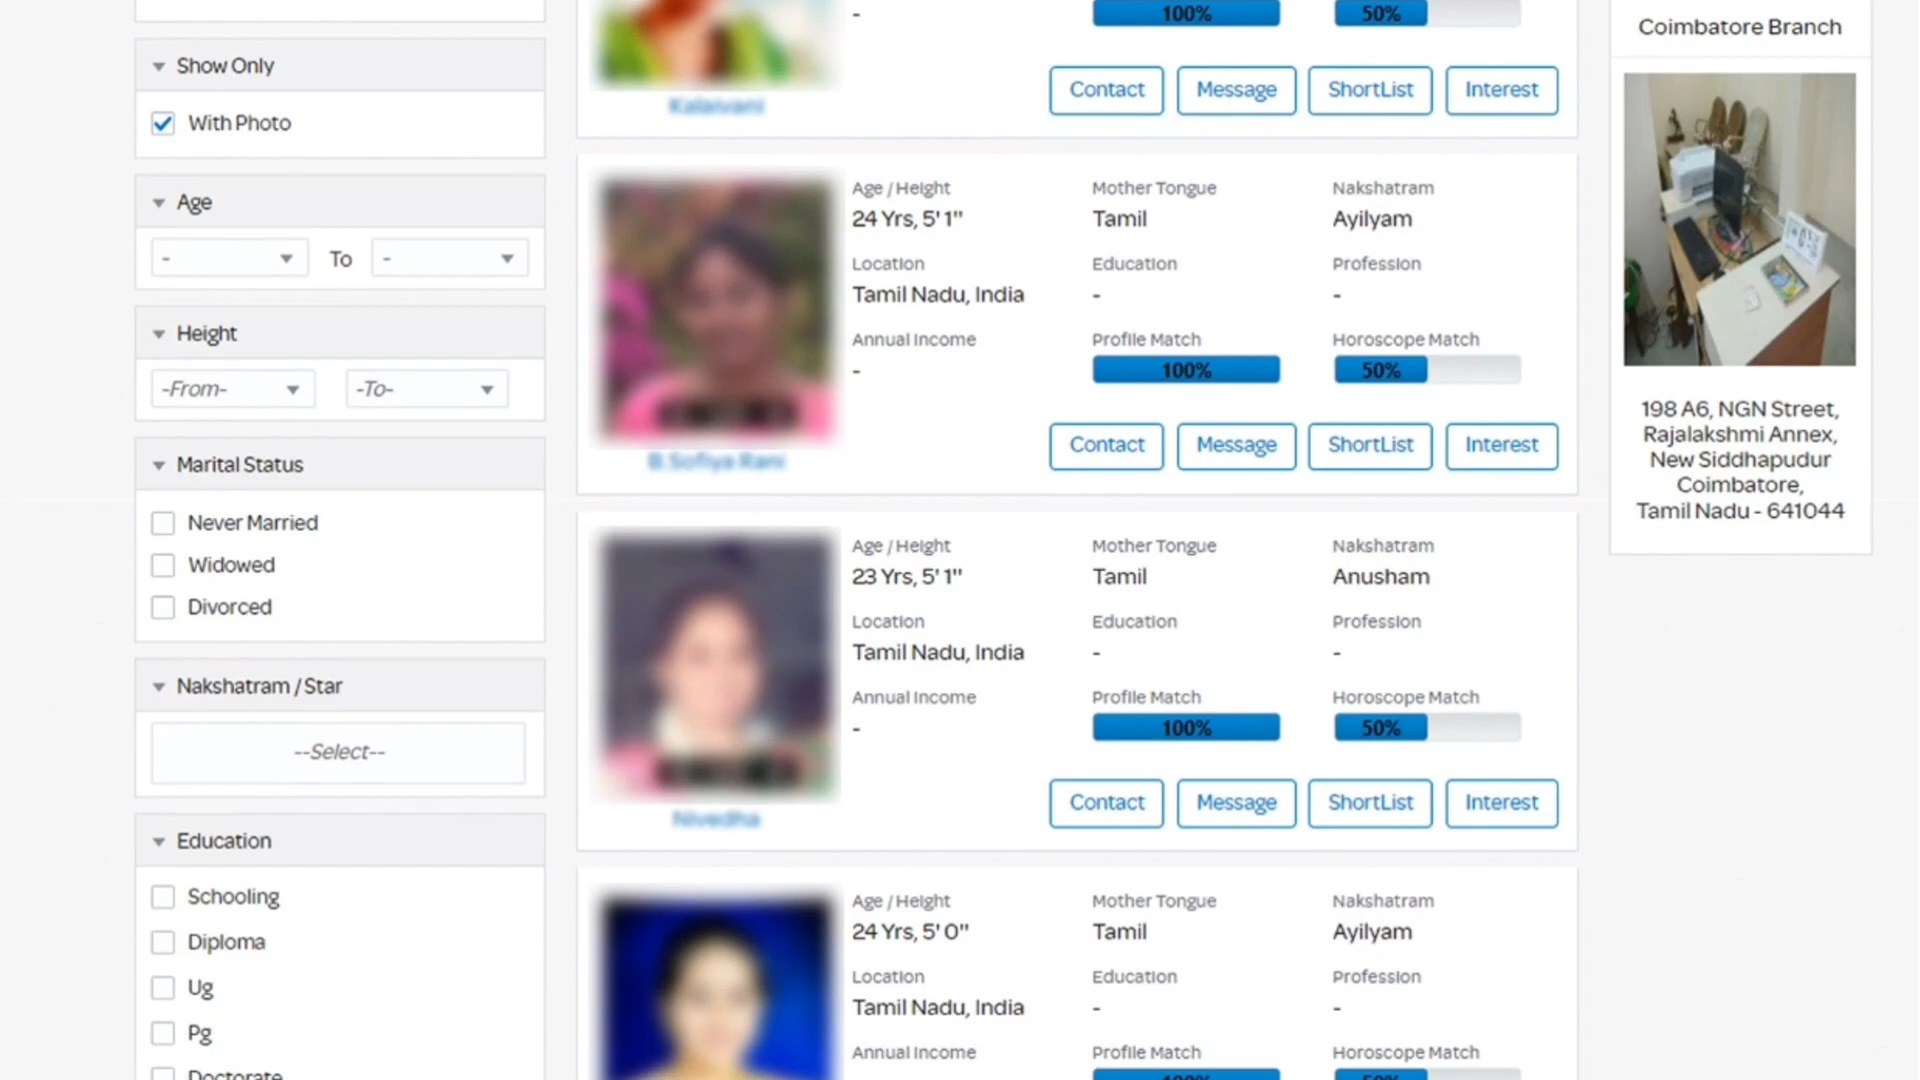 Show Only
With Photo
Age
- To -
Height
-From- -To-
Marital Status
Never Married
Widowed
Divorced
Nakshatram / Star
--Select--
Education
Schooling
Diploma
Ug
Pg
Doctorate
-
100% 50%
Contact Message ShortList Interest
Kalaivani
Age / Height Mother Tongue Nakshatram
24 Yrs, 5' 1" Tamil Ayilyam
Location Education Profession
Tamil Nadu, India - -
Annual Income Profile Match Horoscope Match
- 100% 50%
Contact Message ShortList Interest
B.Sofiya Rani
Age / Height Mother Tongue Nakshatram
23 Yrs, 5' 1" Tamil Anusham
Location Education Profession
Tamil Nadu, India - -
Annual Income Profile Match Horoscope Match
- 100% 50%
Contact Message ShortList Interest
Nivedha
Age / Height Mother Tongue Nakshatram
24 Yrs, 5' 0" Tamil Ayilyam
Location Education Profession
Tamil Nadu, India - -
Annual Income Profile Match Horoscope Match
100% 50%
Coimbatore Branch
198 A6, NGN Street,
Rajalakshmi Annex,
New Siddhapudur
Coimbatore,
Tamil Nadu - 641044